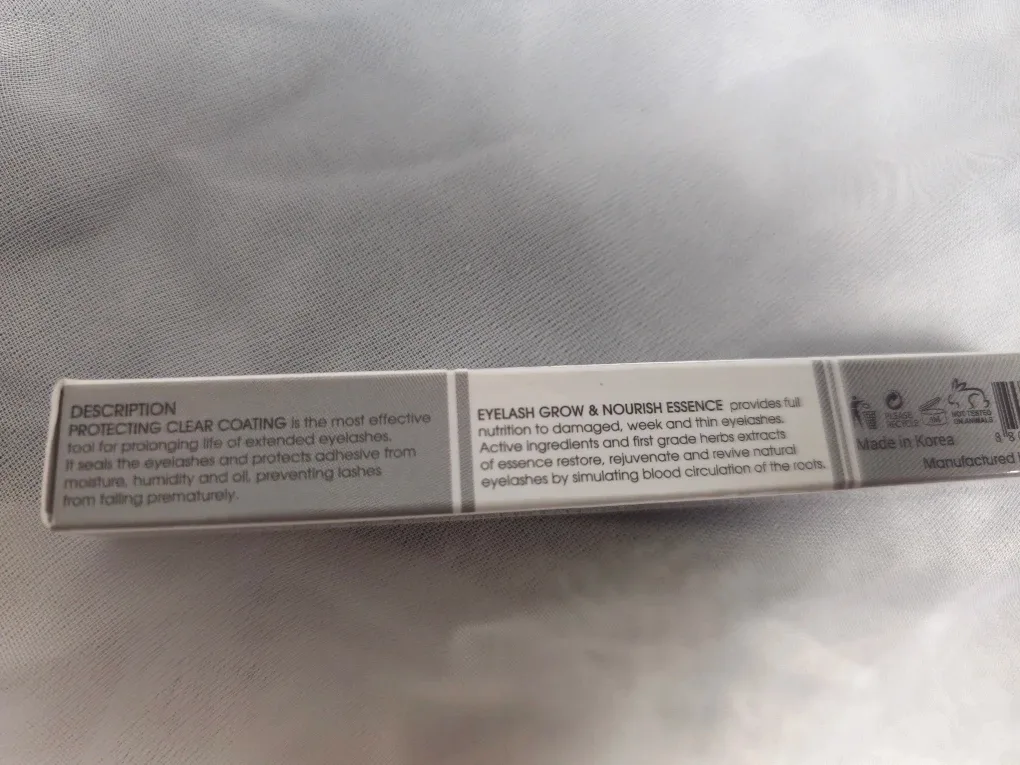 DESCRIPTION
PROTECTING CLEAR COATING is the most effective
tool for prolonging life of extended eyelashes.
It seals the eyelashes and protects adhesive from
moisture, humidity and oil, preventing lashes
from falling prematurely.
EYELASH GROW & NOURISH ESSENCE provides full
nutrition to damaged, week and thin eyelashes.
Active ingredients and first grade herbs extracts
of essence restore, rejuvenate and revive natural
eyelashes by simulating blood circulation of the roots.
PLEASE
RECYCLE
NOT TESTED
ON ANIMALS
Made in Korea
Manufactured